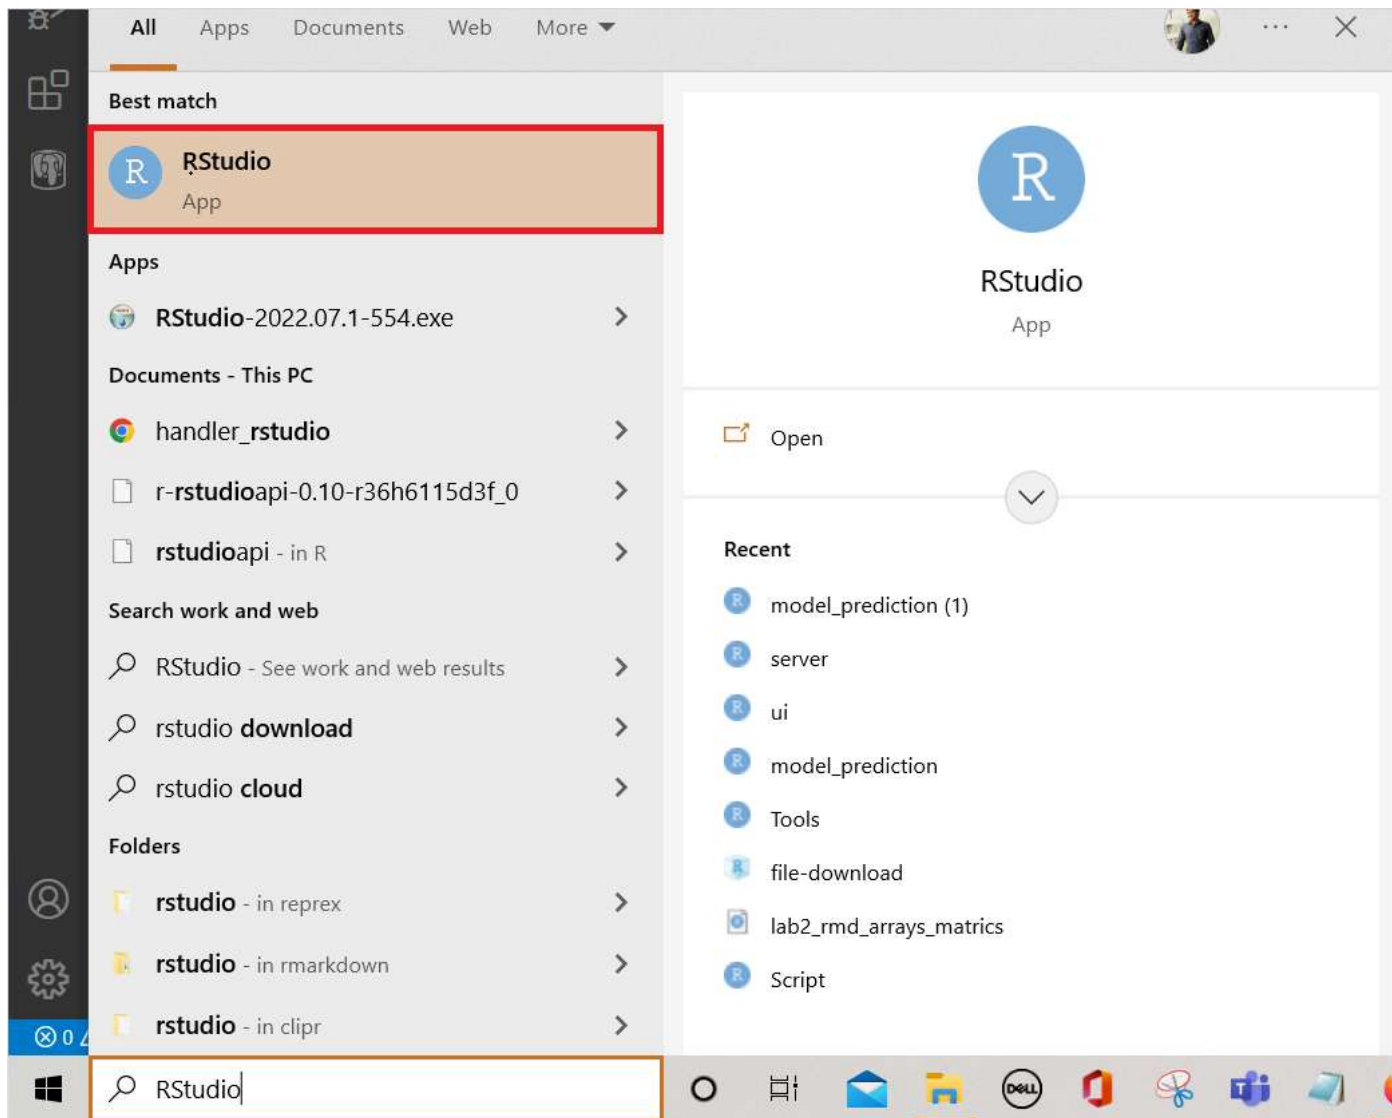 All Apps Documents Web More
Best match
R RStudio
App
Apps
RStudio-2022.07.1-554.exe
Documents - This PC
handler_rstudio
r-rstudioapi-0.10-r36h6115d3f_0
rstudioapi - in R
Search work and web
RStudio - See work and web results
rstudio download
rstudio cloud
Folders
rstudio - in reprex
rstudio - in rmarkdown
rstudio - in clipr
0
RStudio
R
RStudio
App
Open
Recent
R model_prediction (1)
R server
R ui
R model_prediction
R Tools
R file-download
lab2_rmd_arrays_matrics
R Script
DELL